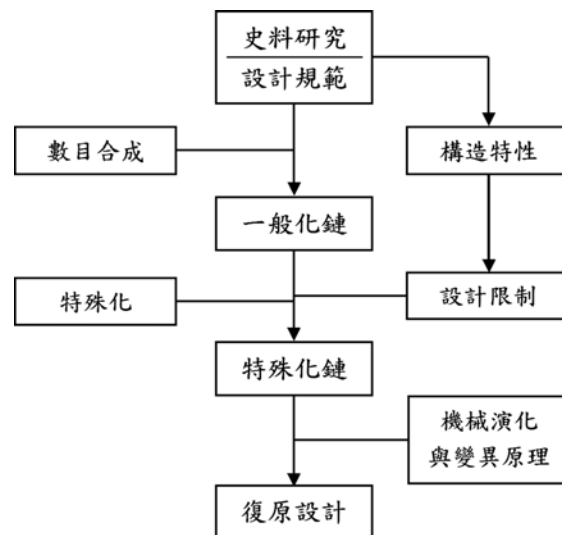 史料研究
設計規範
數目合成
構造特性
一般化鏈
特殊化
設計限制
特殊化鏈
機械演化
與變異原理
復原設計